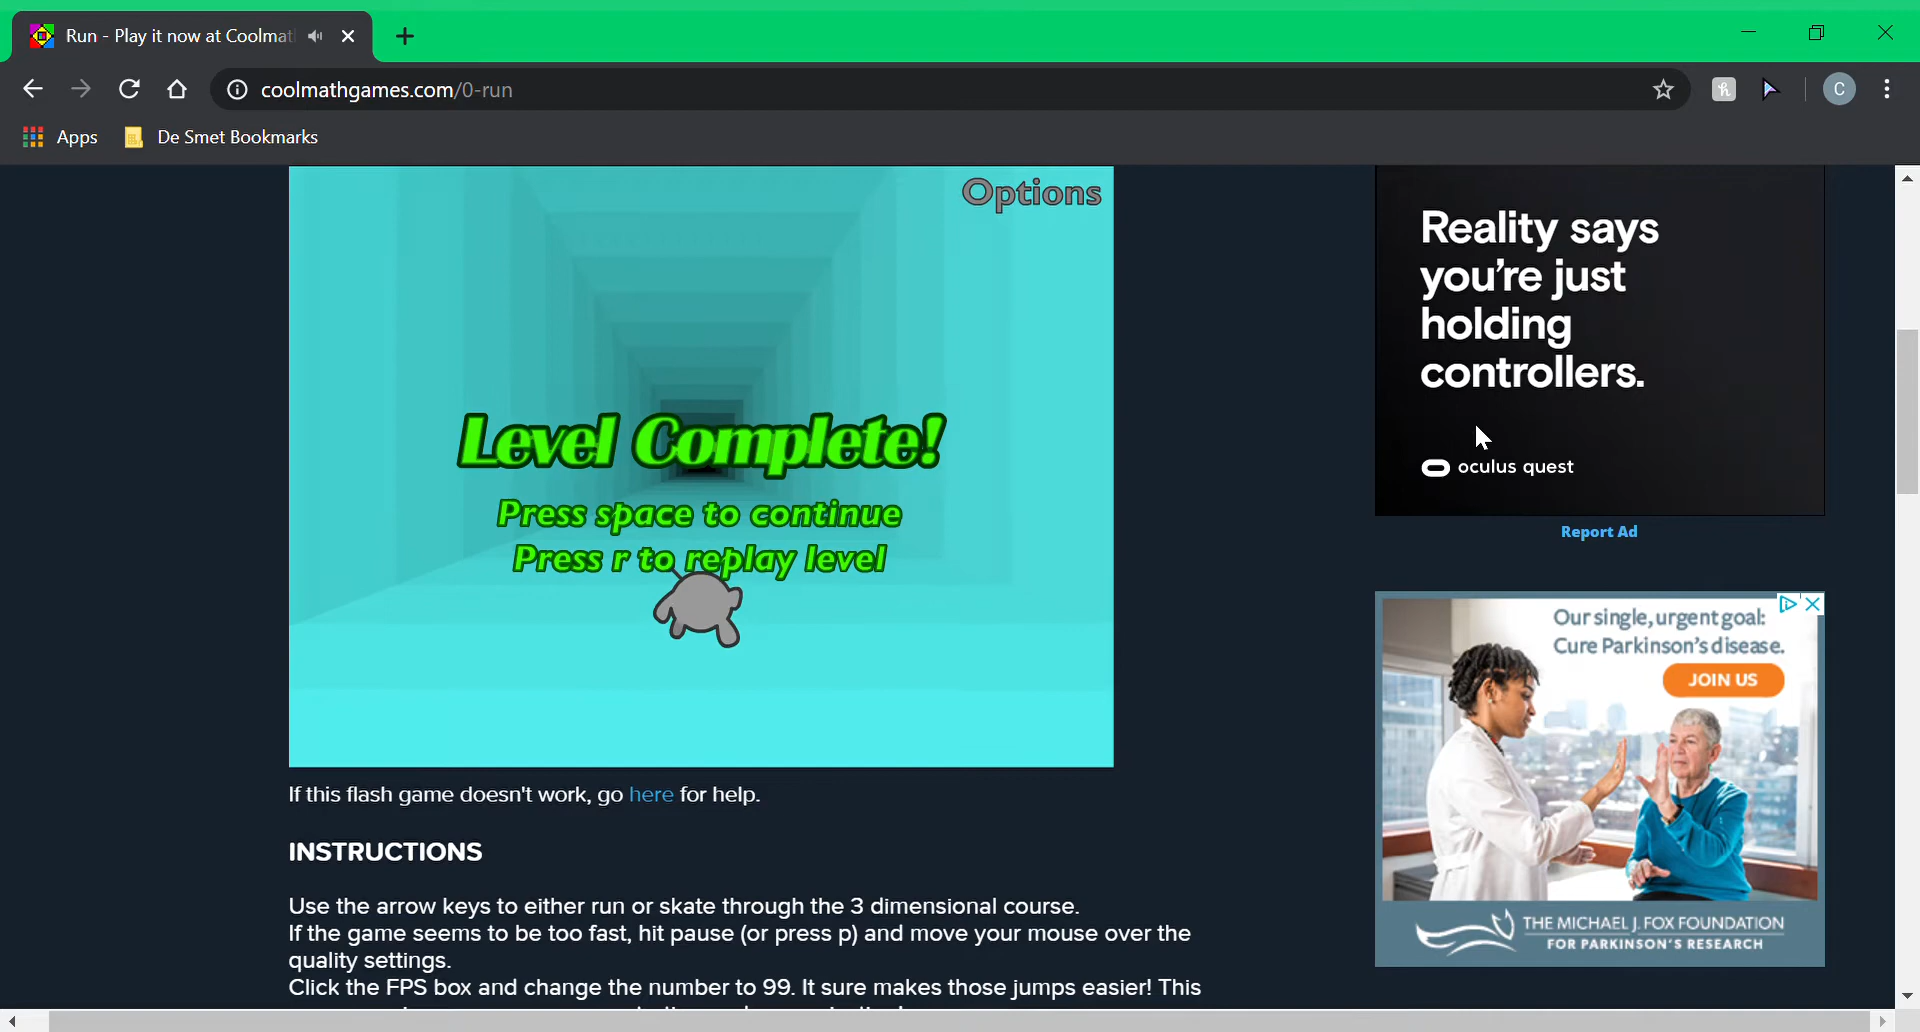 Run - Play it now at Coolmat
coolmathgames.com/0-run
C
Apps
De Smet Bookmarks
Options
Level Complete!
Press space to continue
Press r to replay level
If this flash game doesn't work, go here for help.
INSTRUCTIONS
Use the arrow keys to either run or skate through the 3 dimensional course.
If the game seems to be too fast, hit pause (or press p) and move your mouse over the
quality settings.
Click the FPS box and change the number to 99. It sure makes those jumps easier! This
Reality says
you're just
holding
controllers.
oculus quest
Report Ad
Our single, urgent goal:
Cure Parkinson's disease.
JOIN US
THE MICHAEL J. FOX FOUNDATION
FOR PARKINSON'S RESEARCH